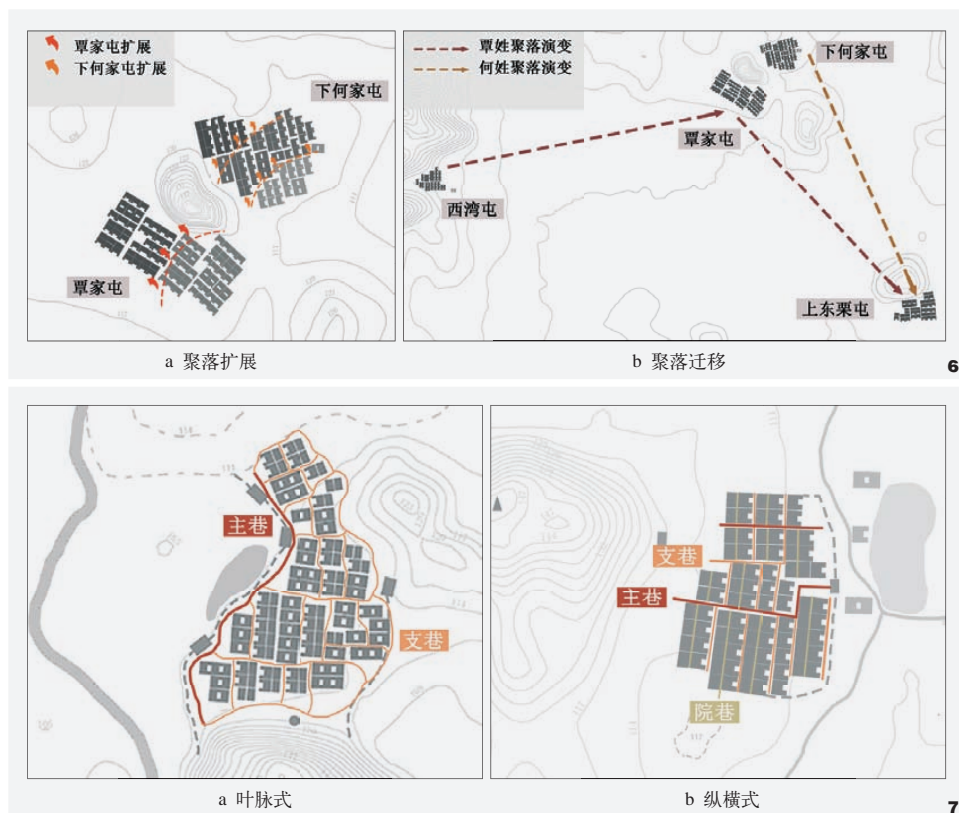 覃家屯扩展
下何家屯扩展
下何家屯
覃家屯
a 聚落扩展
覃姓聚落演变
何姓聚落演变
下何家屯
覃家屯
西湾屯
上东栗屯
b 聚落迁移
6
主巷
支巷
a 叶脉式
支巷
主巷
院巷
b 纵横式
7